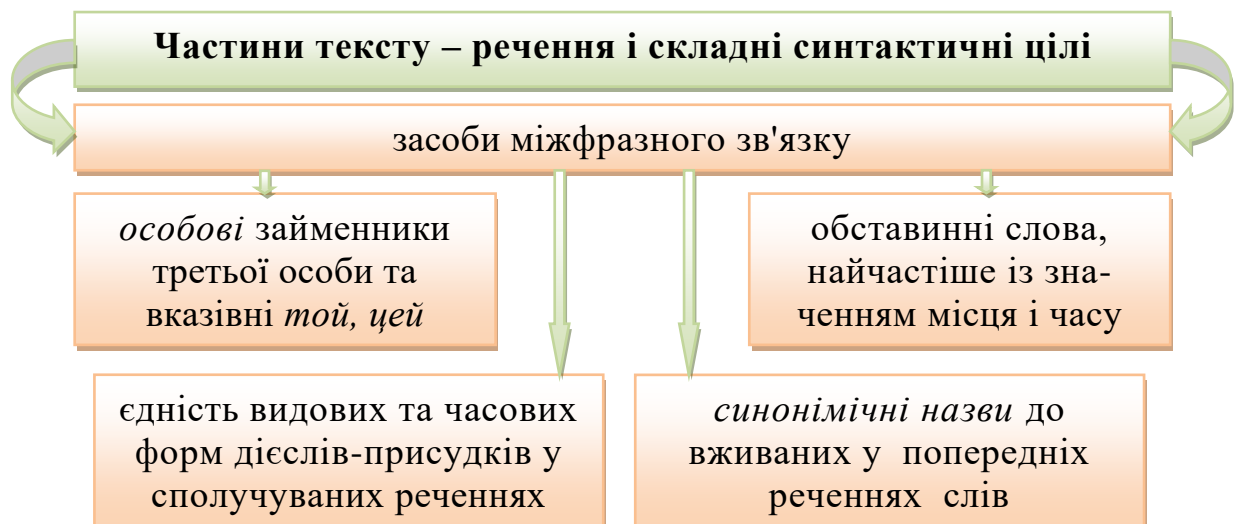 Частини тексту – речення і складні синтактичні цілі
засоби міжфразного зв'язку
особові займенники
третьої особи та
вказівні той, цей
обставинні слова,
найчастіше із зна-
ченням місця і часу
єдність видових та часових
форм дієслів-присудків у
сполучуваних реченнях
синонімічні назви до
вживаних у попередніх
реченнях слів